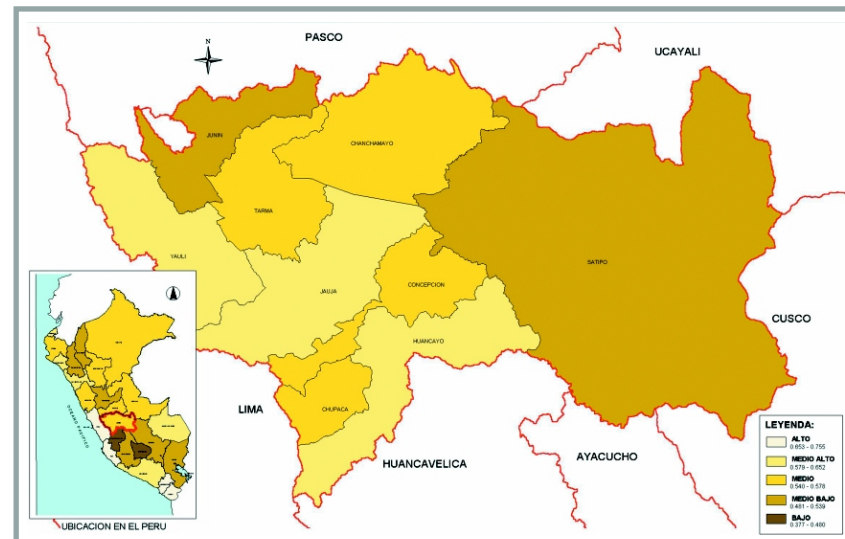 PASCO
N
UCAYALI
JUNIN
CHANCHAMAYO
TARMA
YAULI
SATIPO
JAUJA
CONCEPCION
CUSCO
HUANCAYO
LIMA
CHUPACA
HUANCAVELICA
AYACUCHO
OCEANO PACIFICO
UBICACION EN EL PERU
LEYENDA:
ALTO
0.653 - 0.755
MEDIO ALTO
0.579 - 0.652
MEDIO
0.540 - 0.578
MEDIO BAJO
0.481 - 0.539
BAJO
0.377 - 0.480